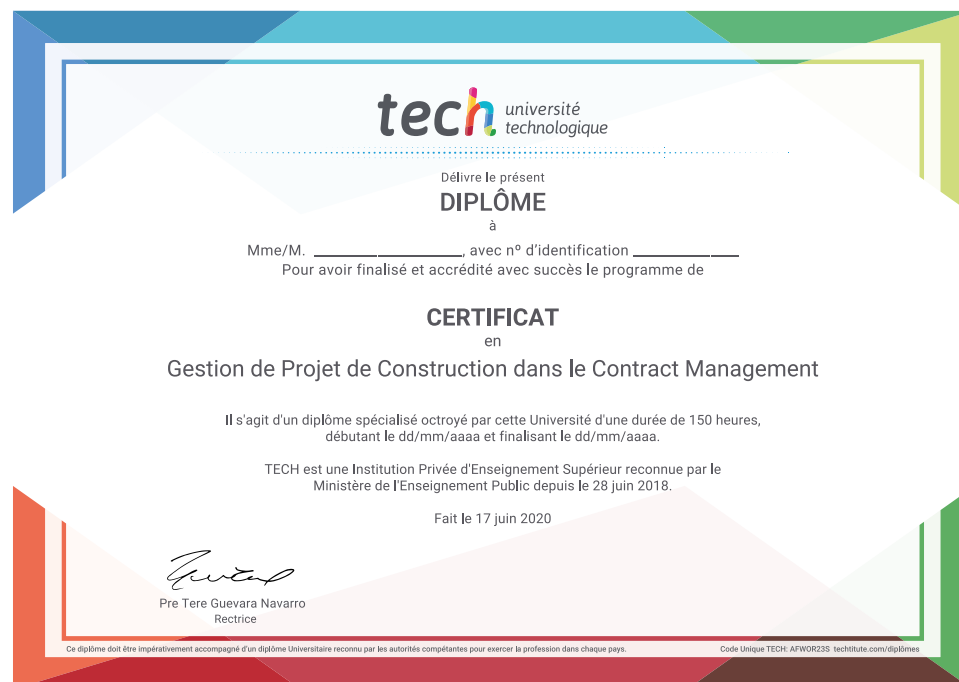 tech université
technologique
Délivre le présent
DIPLÔME
à
Mme/M. ____________________, avec nº d'identification ______________
Pour avoir finalisé et accrédité avec succès le programme de
CERTIFICAT
en
Gestion de Projet de Construction dans le Contract Management
Il s'agit d'un diplôme spécialisé octroyé par cette Université d'une durée de 150 heures,
débutant le dd/mm/aaaa et finalisant le dd/mm/aaaa.
TECH est une Institution Privée d'Enseignement Supérieur reconnue par le
Ministère de l'Enseignement Public depuis le 28 juin 2018.
Fait le 17 juin 2020
Pre Tere Guevara Navarro
Rectrice
Ce diplôme doit être impérativement accompagné d'un diplôme Universitaire reconnu par les autorités compétantes pour exercer la profession dans chaque pays.
Code Unique TECH: AFWOR23S techtitute.com/diplômes